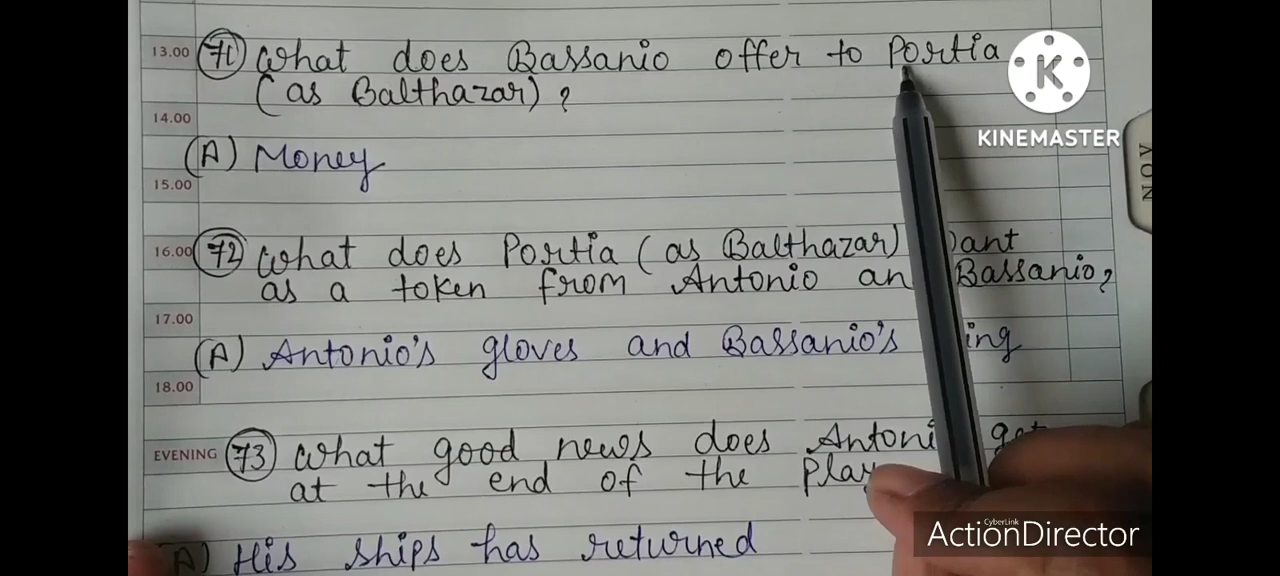 13.00 71 What does Bassanio offer to Portia
(as Balthazar)?
14.00
(A) Money
15.00
16.00 72 What does Portia (as Balthazar)
as a token from Antonio Bassanio?
17.00
(A) Antonio's gloves and Bassanio's
18.00
EVENING 73 What good news does
at the end of the Play
A) His ships has returned
NOV
K
KINEMASTER
CyberLink
ActionDirector